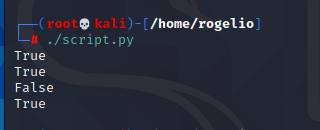 ┌──(root💀kali)-[/home/rogelio]
└─# ./script.py
True
True
False
True